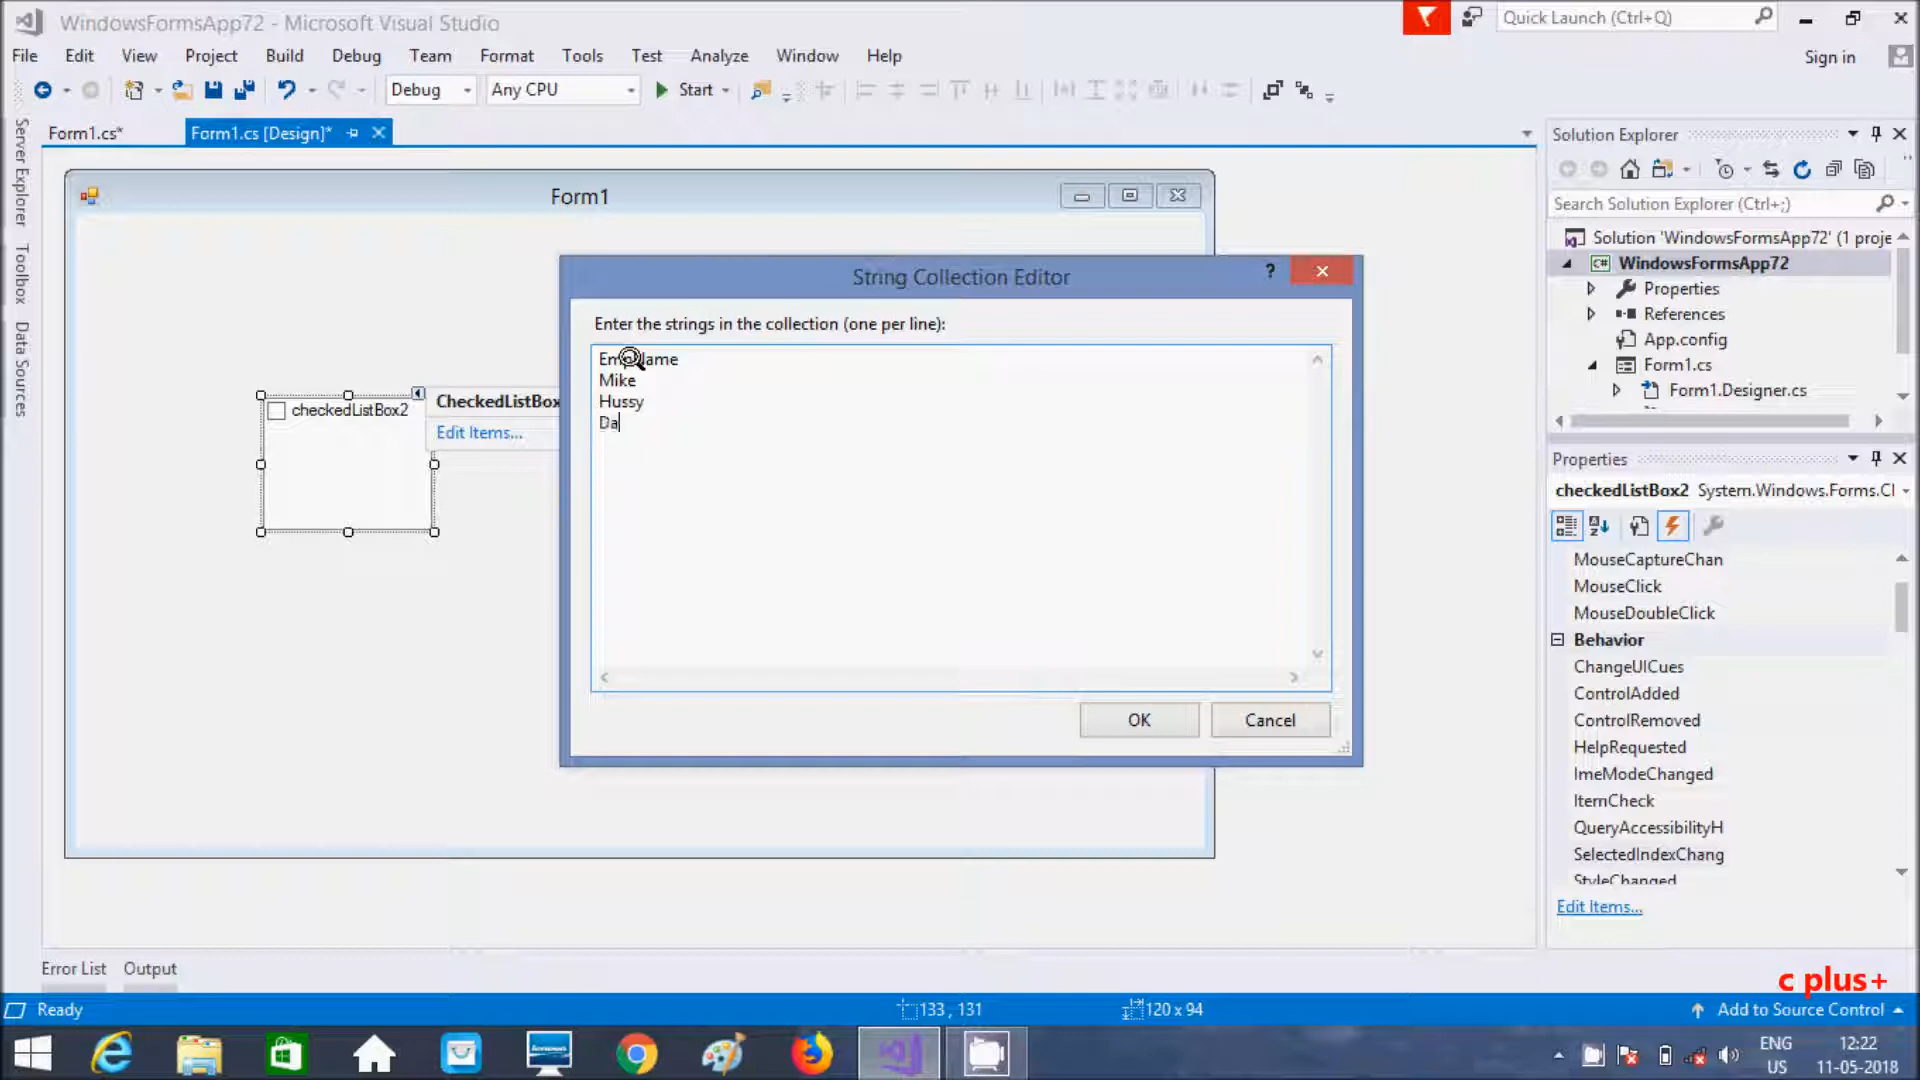 WindowsFormsApp72 - Microsoft Visual Studio
Quick Launch (Ctrl+Q)
File Edit View Project Build Debug Team Format Tools Test Analyze Window Help
Sign in
Debug Any CPU Start
Form1.cs* Form1.cs [Design]*
Server Explorer
Toolbox
Data Sources
Form1
checkedListBox2
CheckedListBox
Edit Items...
String Collection Editor
?
Enter the strings in the collection (one per line):
EmpName
Mike
Hussy
Da
OK Cancel
Solution Explorer
Search Solution Explorer (Ctrl+;)
Solution 'WindowsFormsApp72' (1 proje
C# WindowsFormsApp72
Properties
References
App.config
Form1.cs
Form1.Designer.cs
Properties
checkedListBox2 System.Windows.Forms.Cl
MouseCaptureChan
MouseClick
MouseDoubleClick
Behavior
ChangeUICues
ControlAdded
ControlRemoved
HelpRequested
ImeModeChanged
ItemCheck
QueryAccessibilityH
SelectedIndexChang
StyleChanged
Edit Items...
Error List Output
c plus+
Ready 133 , 131 120 x 94 Add to Source Control
ENG 12:22
US 11-05-2018